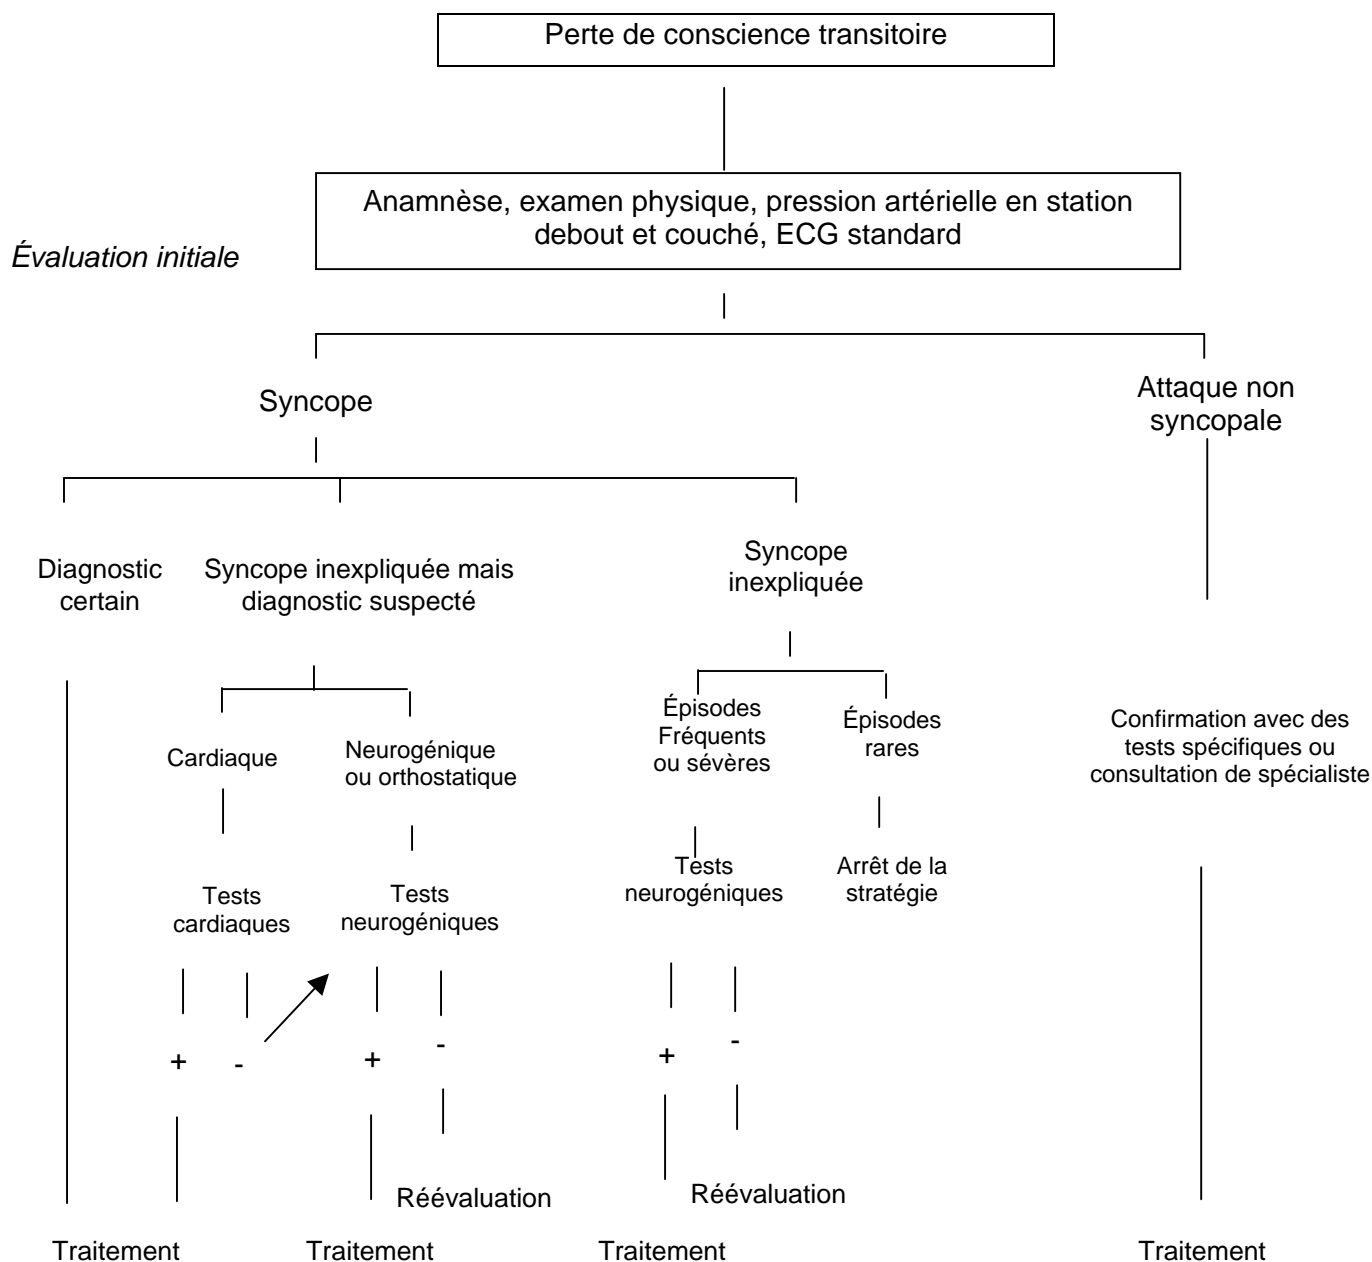 Perte de conscience transitoire
Anamnèse, examen physique, pression artérielle en station
debout et couché, ECG standard
Évaluation initiale
Syncope
Attaque non
syncopale
Diagnostic
certain
Syncope inexpliquée mais
diagnostic suspecté
Syncope
inexpliquée
Cardiaque
Neurogénique
ou orthostatique
Épisodes
Fréquents
ou sévères
Épisodes
rares
Confirmation avec des
tests spécifiques ou
consultation de spécialiste
Tests
cardiaques
Tests
neurogéniques
Tests
neurogéniques
Arrêt de la
stratégie
+ -
+ -
+ -
Réévaluation
Réévaluation
Traitement
Traitement
Traitement
Traitement